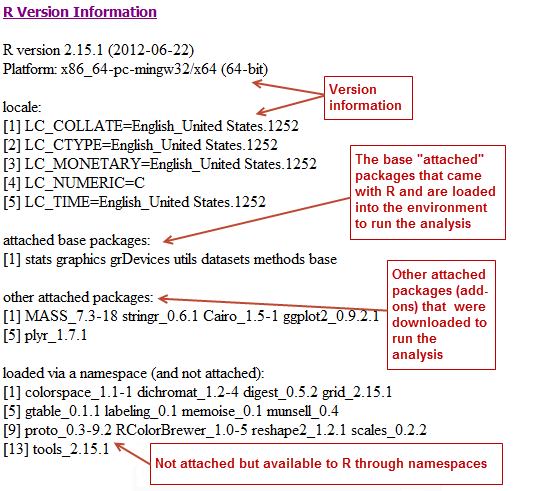 R Version Information
R version 2.15.1 (2012-06-22)
Platform: x86_64-pc-mingw32/x64 (64-bit)
Version
information
locale:
[1] LC_COLLATE=English_United States.1252
[2] LC_CTYPE=English_United States.1252
[3] LC_MONETARY=English_United States.1252
[4] LC_NUMERIC=C
[5] LC_TIME=English_United States.1252
The base "attached"
packages that came
with R and are loaded
into the environment
to run the analysis
attached base packages:
[1] stats graphics grDevices utils datasets methods base
other attached packages:
[1] MASS_7.3-18 stringr_0.6.1 Cairo_1.5-1 ggplot2_0.9.2.1
[5] plyr_1.7.1
Other attached
packages (add-
ons) that were
downloaded to
run the
analysis
loaded via a namespace (and not attached):
[1] colorspace_1.1-1 dichromat_1.2-4 digest_0.5.2 grid_2.15.1
[5] gtable_0.1.1 labeling_0.1 memoise_0.1 munsell_0.4
[9] proto_0.3-9.2 RColorBrewer_1.0-5 reshape2_1.2.1 scales_0.2.2
[13] tools_2.15.1
Not attached but available to R through namespaces